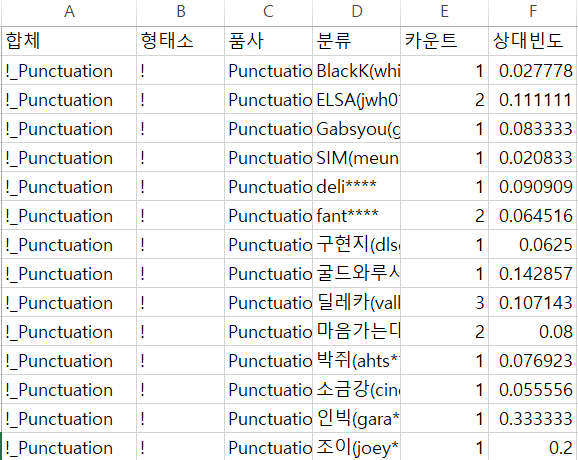 A B C D E F
합체 형태소 품사 분류 카운트 상대빈도
!_Punctuation ! Punctuatio BlackK(whi 1 0.027778
!_Punctuation ! Punctuatio ELSA(jwh0 2 0.111111
!_Punctuation ! Punctuatio Gabsyou(g 1 0.083333
!_Punctuation ! Punctuatio SIM(meun 1 0.020833
!_Punctuation ! Punctuatio deli**** 1 0.090909
!_Punctuation ! Punctuatio fant**** 2 0.064516
!_Punctuation ! Punctuatio 구현지(dls 1 0.0625
!_Punctuation ! Punctuatio 굴드와루시 1 0.142857
!_Punctuation ! Punctuatio 딜레카(vall 3 0.107143
!_Punctuation ! Punctuatio 마음가는대 2 0.08
!_Punctuation ! Punctuatio 박쥐(ahts** 1 0.076923
!_Punctuation ! Punctuatio 소금강(cin 1 0.055556
!_Punctuation ! Punctuatio 인빅(gara* 1 0.333333
!_Punctuation ! Punctuatio 조이(joey* 1 0.2